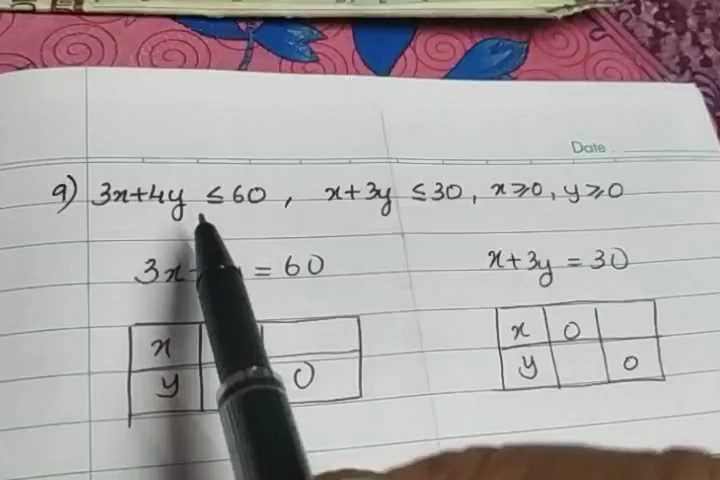 Date :
9) 3x+4y ≤ 60 , x+3y ≤ 30 , x ≥ 0 , y ≥ 0
3x = 60 x+3y = 30
x x 0
y 0 y 0